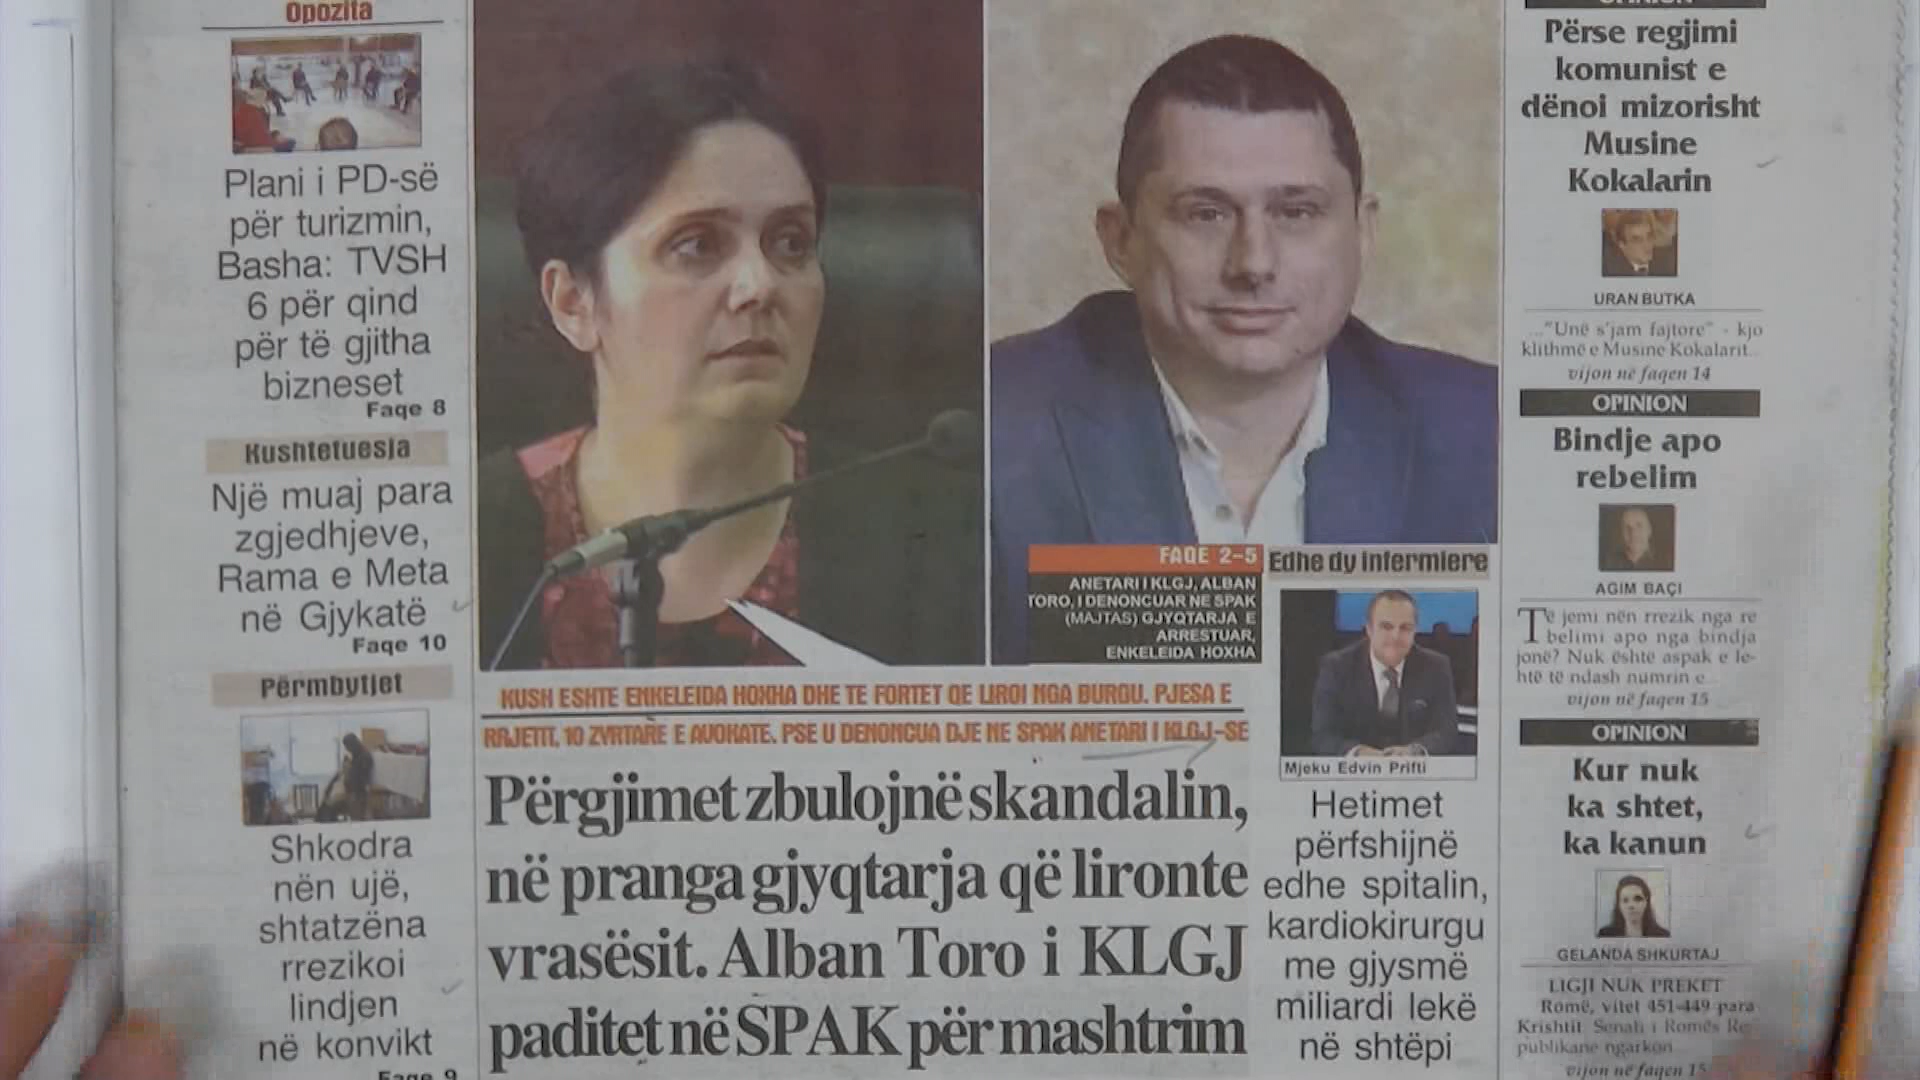 Opozita
Plani i PD-së
për turizmin,
Basha: TVSH
6 për qind
për të gjitha
bizneset
Faqe 8
Kushtetuesja
Një muaj para
zgjedhjeve,
Rama e Meta
në Gjykatë
Faqe 10
Përmbytjet
Shkodra
nën ujë,
shtatzëna
rrezikoi
lindjen
në konvikt
Faqe 9
FAQE 2-5
ANETARI I KLGJ, ALBAN
TORO, I DENONCUAR NE SPAK
(MAJTAS) GJYQTARJA E
ARRESTUAR,
ENKELEIDA HOXHA
KUSH ESHTE ENKELEIDA HOXHA DHE TE FORTET QE LIROI NGA BURGU. PJESA E
RRJETIT, 10 ZYRTARË E AVOKATE. PSE U DENONCUA DJE NE SPAK ANETARI I KLGJ-SE
Përgjimet zbulojnë skandalin,
në pranga gjyqtarja që lironte
vrasësit. Alban Toro i KLGJ
paditet në SPAK për mashtrim
Edhe dy infermiere
Mjeku Edvin Prifti
Hetimet
përfshijnë
edhe spitalin,
kardiokirurgu
me gjysmë
miliardi lekë
në shtëpi
OPINION
Përse regjimi
komunist e
dënoi mizorisht
Musine
Kokalarin
URAN BUTKA
..."Unë s'jam fajtore" - kjo
klithmë e Musine Kokalarit...
vijon në faqen 14
OPINION
Bindje apo
rebelim
AGIM BAÇI
Të jemi nën rrezik nga re
belimi apo nga bindja
jonë? Nuk është aspak e le-
htë të ndash numrin e...
vijon në faqen 15
OPINION
Kur nuk
ka shtet,
ka kanun
GELANDA SHKURTAJ
LIGJI NUK PREKET
Romë, vitet 451-449 para
Krishtit. Senati i Romës Re-
publikane ngarkon...
vijon në faqen 15